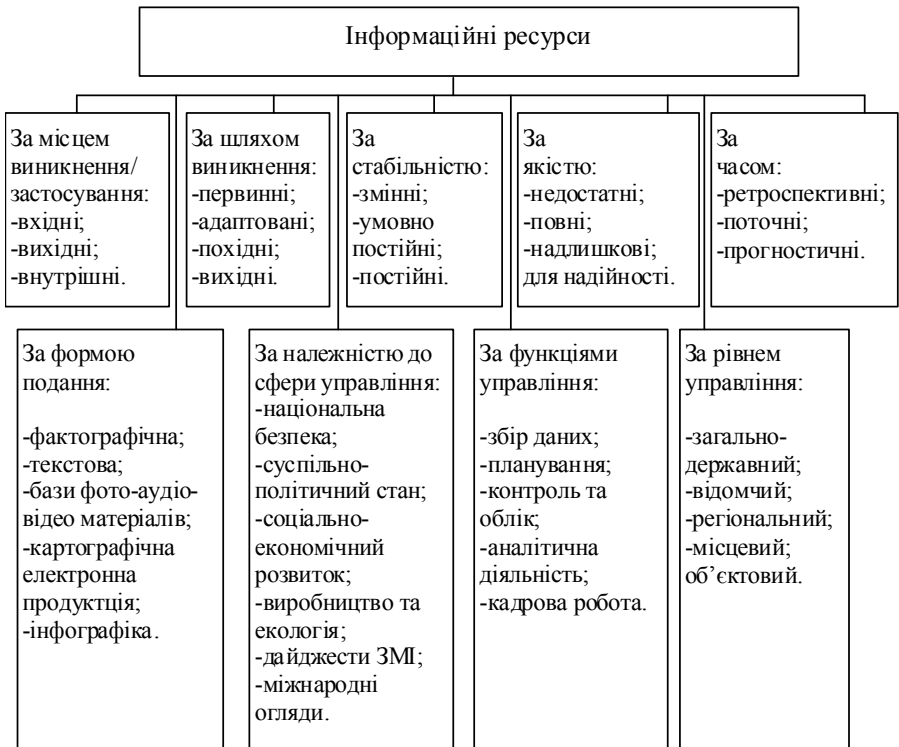 Інформаційні ресурси
За місцем
виникнення/
застосування:
-вхідні;
-вихідні;
-внутрішні.
За шляхом
виникнення:
-первинні;
-адаптовані;
-похідні;
-вихідні.
За
стабільністю:
-змінні;
-умовно
постійні;
-постійні.
За
якістю:
-недостатні;
-повні;
-надлишкові;
для надійності.
За
часом:
-ретроспективні;
-поточні;
-прогностичні.
За формою
подання:
-фактографічна;
-текстова;
-бази фото-аудіо-
відео матеріалів;
-картографічна
електронна
продуктція;
-інфографіка.
За належністю до
сфери управління:
-національна
безпека;
-суспільно-
політичний стан;
-соціально-
економічний
розвиток;
-виробництво та
екологія;
-дайджести ЗМІ;
-міжнародні
огляди.
За функціями
управління:
-збір даних;
-планування;
-контроль та
облік;
-аналітична
діяльність;
-кадрова робота.
За рівнем
управління:
-загально-
державний;
-відомчий;
-регіональний;
-місцевий;
об’єктовий.